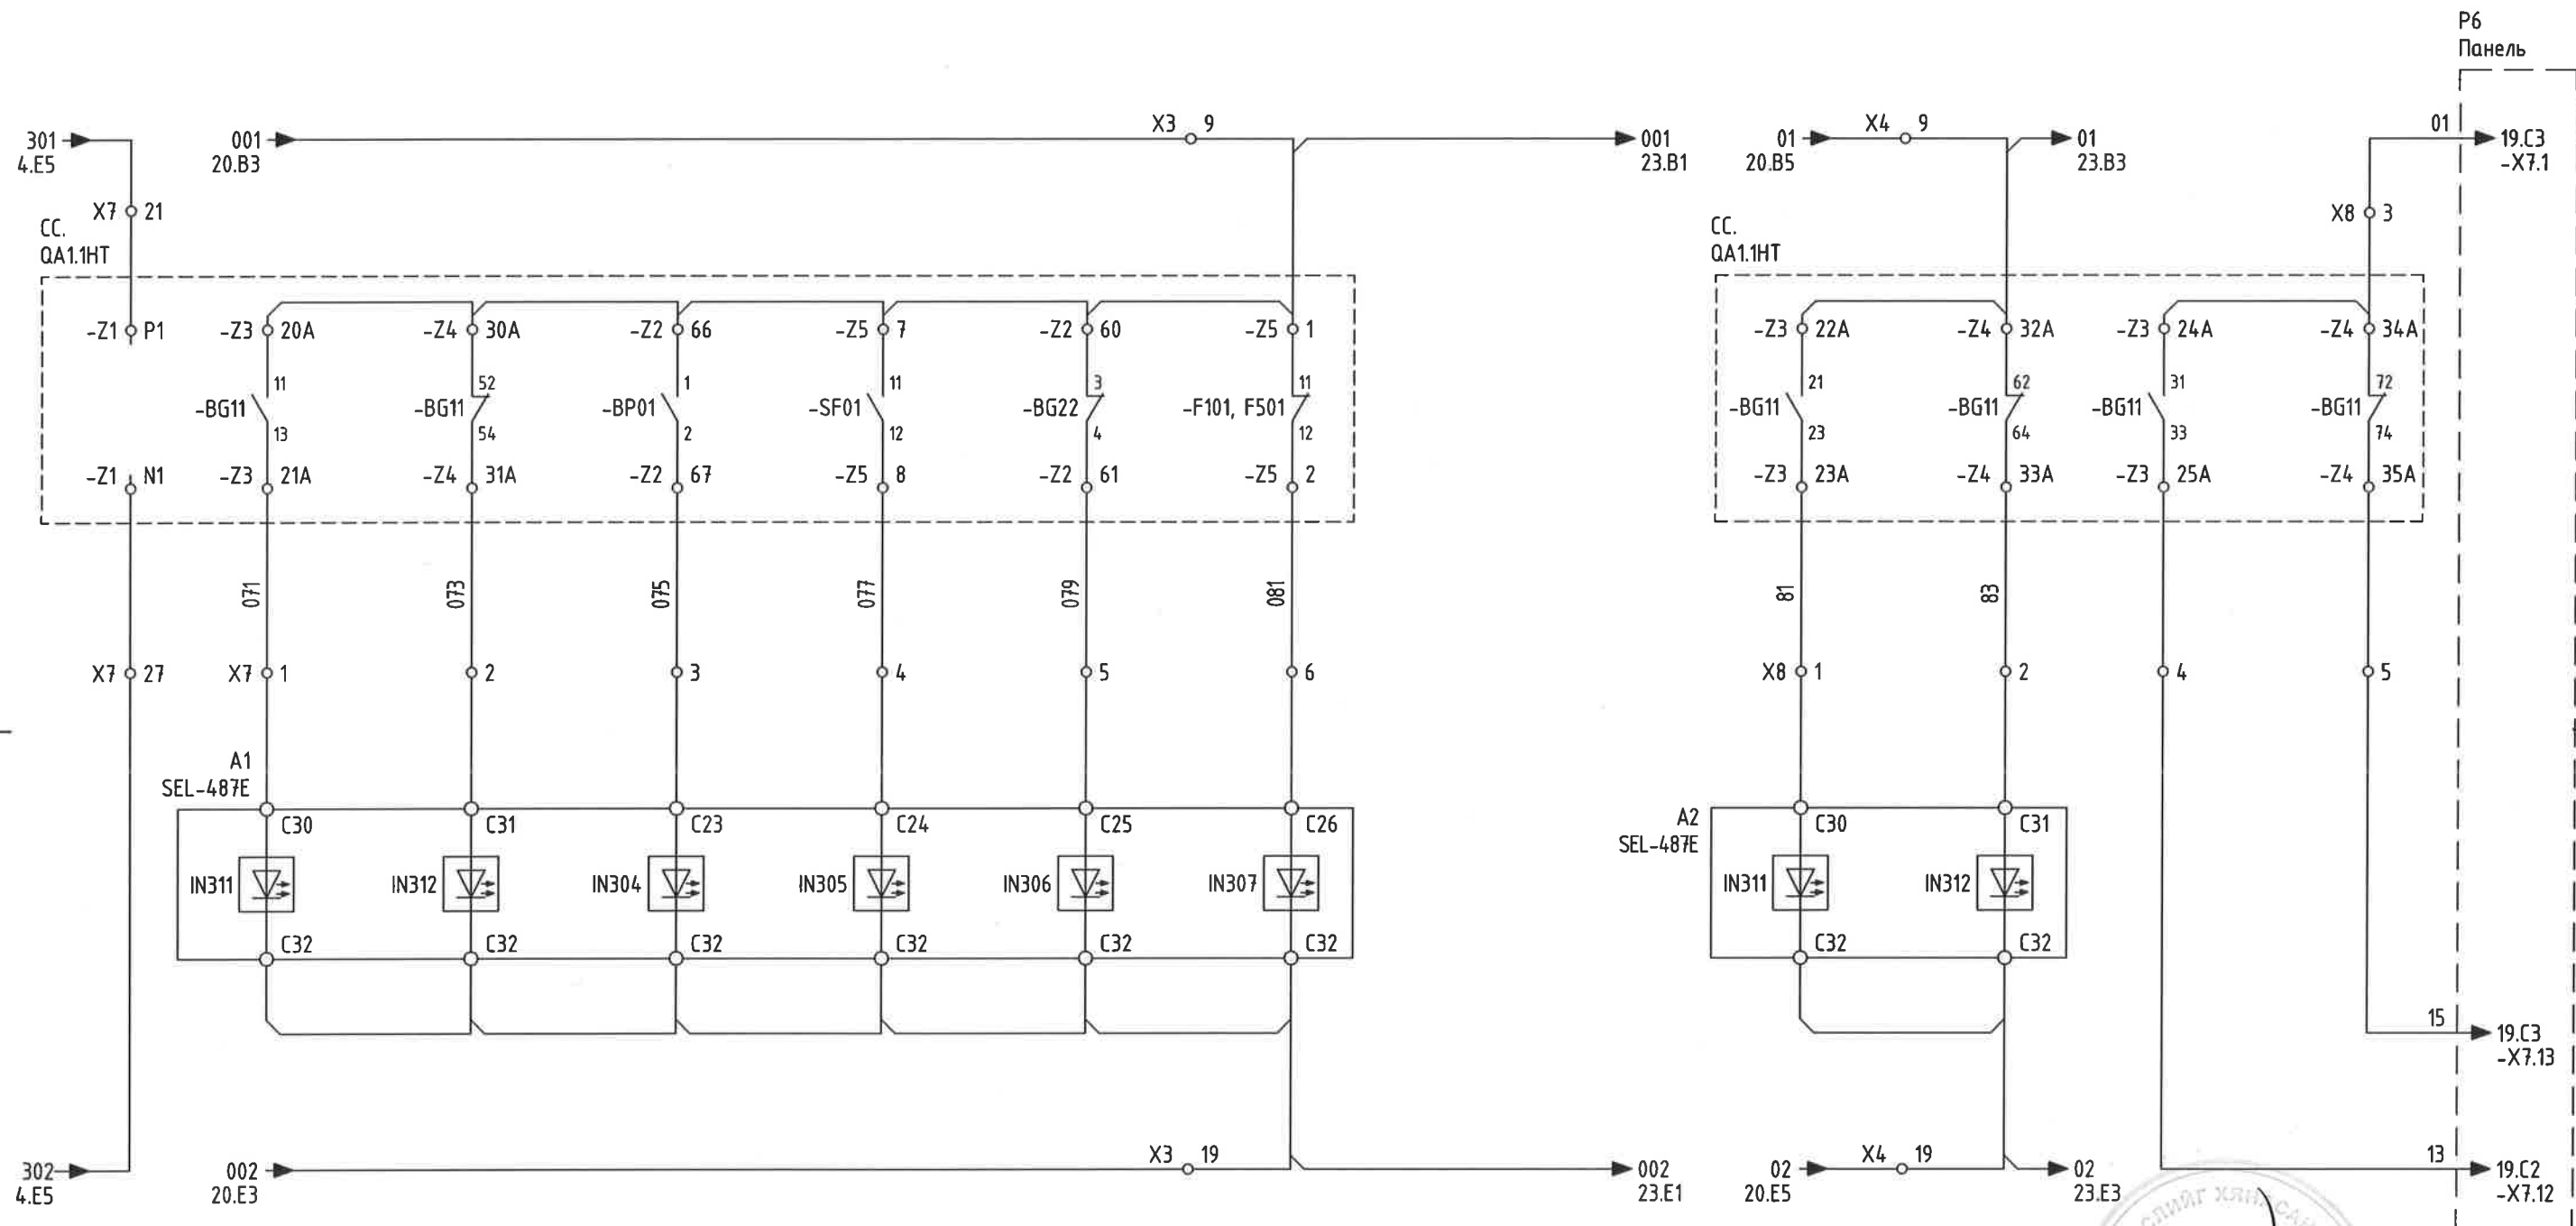 P6
Панель
301
4.E5
001
20.B3
X3 9
001
23.B1
01
20.B5
X4 9
01
23.B3
01
19.C3
-X7.1
X7 21
X8 3
CC.
QA1.1HT
CC.
QA1.1HT
-Z1 P1
-Z3 20A
-Z4 30A
-Z2 66
-Z5 7
-Z2 60
-Z5 1
-Z3 22A
-Z4 32A
-Z3 24A
-Z4 34A
11
52
1
11
3
11
21
62
31
72
-BG11
-BG11
-BP01
-SF01
-BG22
-F101, F501
-BG11
-BG11
-BG11
-BG11
13
54
2
12
4
12
23
64
33
74
-Z1 N1
-Z3 21A
-Z4 31A
-Z2 67
-Z5 8
-Z2 61
-Z5 2
-Z3 23A
-Z4 33A
-Z3 25A
-Z4 35A
071
073
075
077
079
081
81
83
X7 27
X7 1
2
3
4
5
6
X8 1
2
4
5
A1
SEL-487E
A2
SEL-487E
C30
C31
C23
C24
C25
C26
C30
C31
IN311
IN312
IN304
IN305
IN306
IN307
IN311
IN312
C32
C32
C32
C32
C32
C32
C32
C32
15
19.C3
-X7.13
302
4.E5
002
20.E3
X3 19
002
23.E1
02
20.E5
X4 19
02
23.E3
13
19.C2
-X7.12